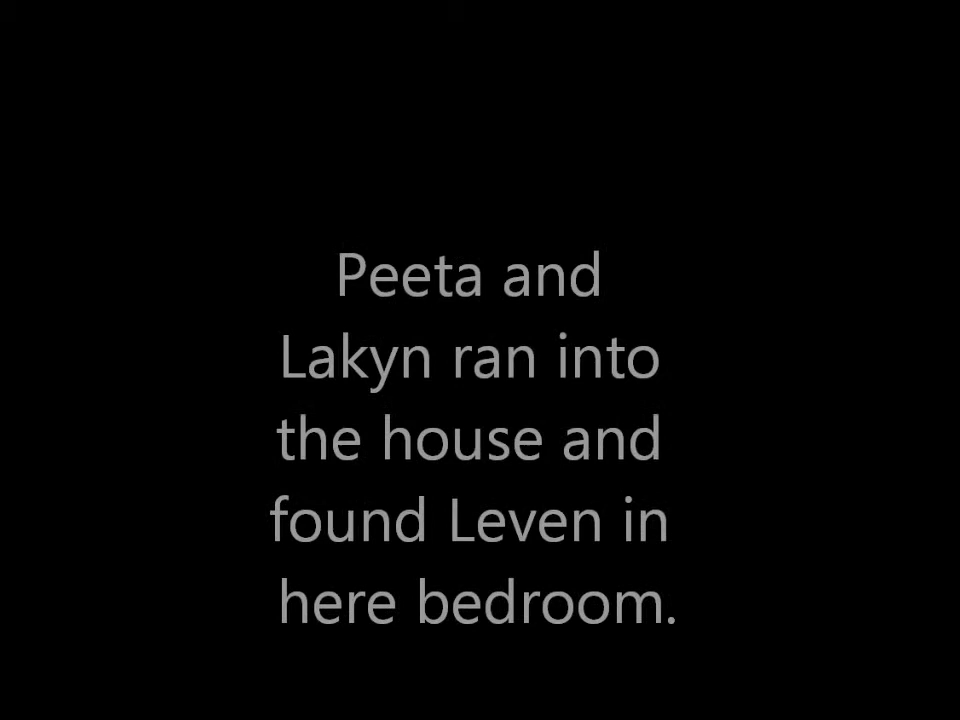 Peeta and
Lakyn ran into
the house and
found Leven in
here bedroom.